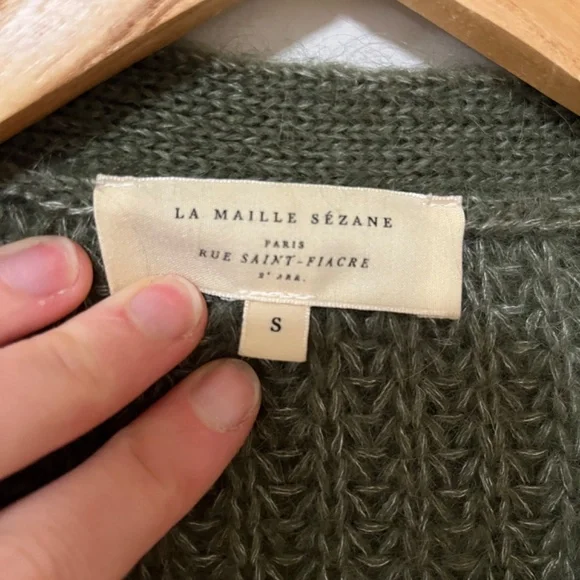 LA MAILLE SÉZANE
PARIS
RUE SAINT-FIACRE
2ᵉ ARR.
S